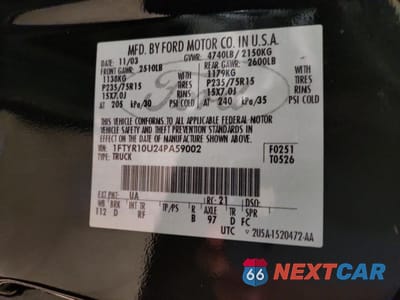 MFD. BY FORD MOTOR CO. IN U.S.A.
DATE: 11/03 GVWR: 4740LB/ 2150KG
FRONT GAWR: 2510LB REAR GAWR: 2600LB
1138KG WITH 1179KG WITH
P235/75R15 TIRES P235/75R15 TIRES
15X7.0J RIMS 15X7.0J RIMS
AT 205 kPa/30 PSI COLD AT 240 kPa/35 PSI COLD
THIS VEHICLE CONFORMS TO ALL APPLICABLE FEDERAL MOTOR
VEHICLE SAFETY AND THEFT PREVENTION STANDARDS IN
EFFECT ON THE DATE OF MANUFACTURE SHOWN ABOVE.
VIN: 1FTYR10U24PA59002 F0251
TYPE: TRUCK T0526
EXT PNT: UA RC: 21 DSO:
WB BRK INT TR TP/PS R AXLE TR SPR
112 D RF B 97 D FC
UTC 2U5A-1520472-AA
66 NEXTCAR